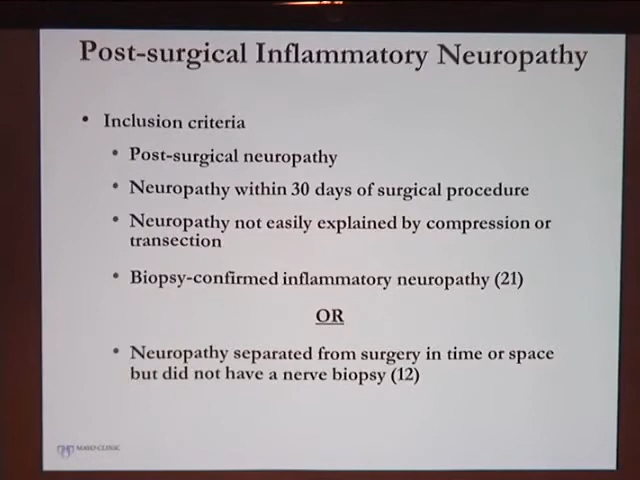 Post-surgical Inflammatory Neuropathy
• Inclusion criteria
• Post-surgical neuropathy
• Neuropathy within 30 days of surgical procedure
• Neuropathy not easily explained by compression or
transection
• Biopsy-confirmed inflammatory neuropathy (21)
OR
• Neuropathy separated from surgery in time or space
but did not have a nerve biopsy (12)
MAYO CLINIC